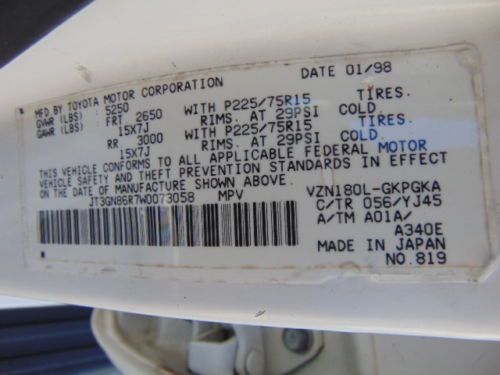 MFD BY TOYOTA MOTOR CORPORATION DATE 01/98
GVWR (LBS) : 5250
GAWR (LBS) : FRT 2650 WITH P225/75R15 TIRES.
15X7J RIMS. AT 29PSI COLD.
RR 3000 WITH P225/75R15 TIRES.
15X7J RIMS. AT 29PSI COLD.
THIS VEHICLE CONFORMS TO ALL APPLICABLE FEDERAL MOTOR
VEHICLE SAFETY AND THEFT PREVENTION STANDARDS IN EFFECT
ON THE DATE OF MANUFACTURE SHOWN ABOVE.
JT3GN86R7W0073058 MPV VZN180L-GKPGKA
C/TR 056/YJ45
A/TM A01A/
A340E
MADE IN JAPAN
NO.819